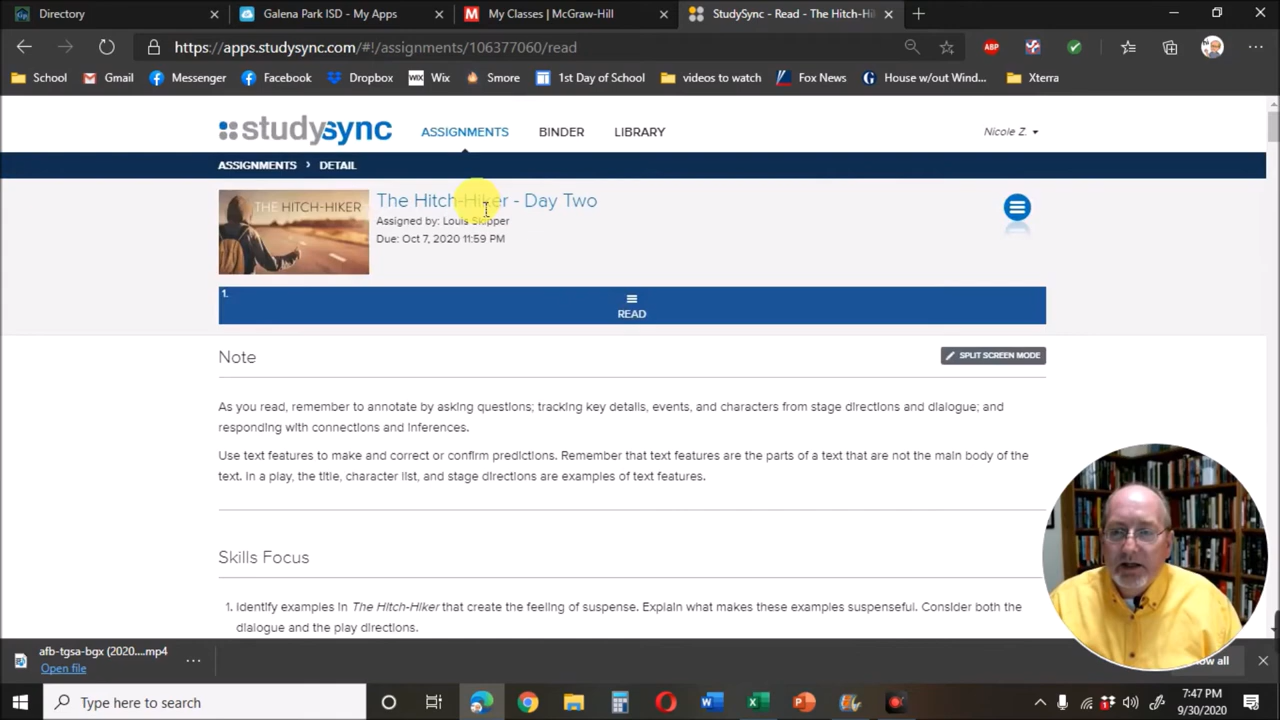 Directory
Galena Park ISD - My Apps
My Classes | McGraw-Hill
StudySync - Read - The Hitch-Hi
https://apps.studysync.com/#!/assignments/106377060/read
ABP
School
Gmail
Messenger
Facebook
Dropbox
WIX Wix
Smore
1st Day of School
videos to watch
Fox News
House w/out Wind...
Xterra
studysync
ASSIGNMENTS
BINDER
LIBRARY
Nicole Z.
ASSIGNMENTS > DETAIL
THE HITCH-HIKER
The Hitch-Hiker - Day Two
Assigned by: Louis Skipper
Due: Oct 7, 2020 11:59 PM
1.
READ
Note
SPLIT SCREEN MODE
As you read, remember to annotate by asking questions; tracking key details, events, and characters from stage directions and dialogue; and
responding with connections and inferences.
Use text features to make and correct or confirm predictions. Remember that text features are the parts of a text that are not the main body of the
text. In a play, the title, character list, and stage directions are examples of text features.
Skills Focus
1. Identify examples in The Hitch-Hiker that create the feeling of suspense. Explain what makes these examples suspenseful. Consider both the
dialogue and the play directions.
afb-tgsa-bgx (2020....mp4
Open file
Type here to search
7:47 PM
9/30/2020